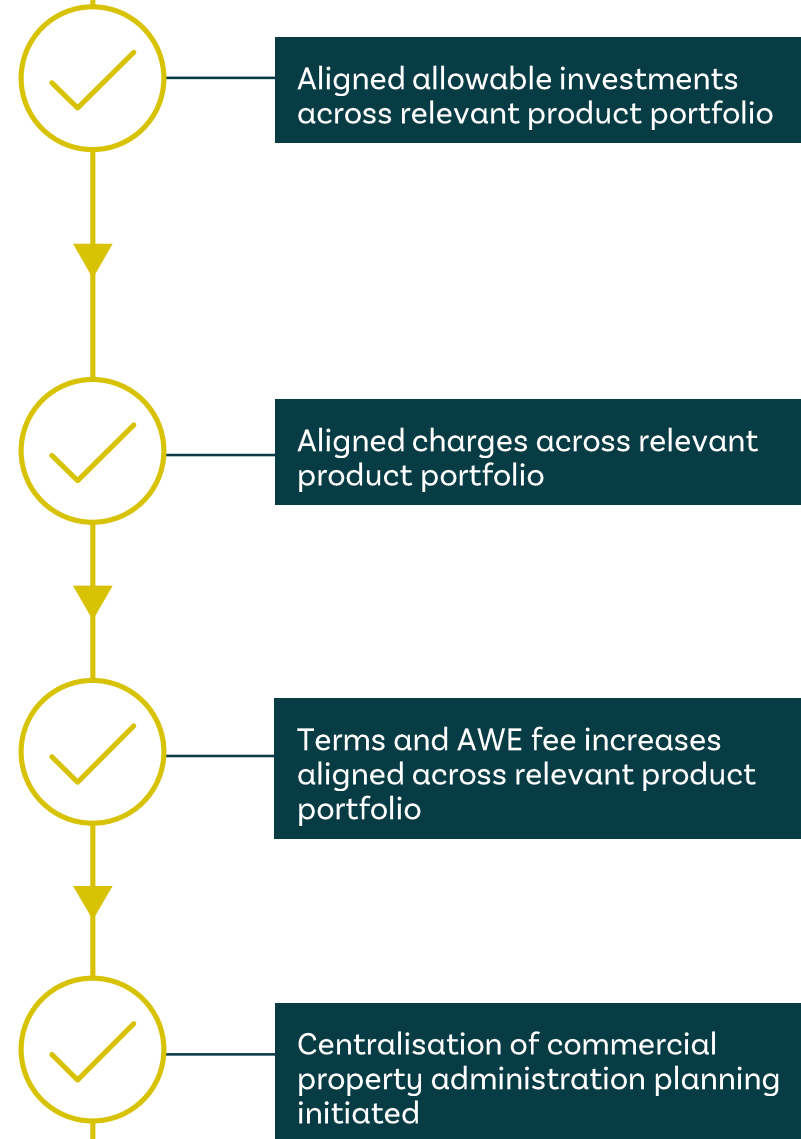 Aligned allowable investments
across relevant product portfolio
Aligned charges across relevant
product portfolio
Terms and AWE fee increases
aligned across relevant product
portfolio
Centralisation of commercial
property administration planning
initiated